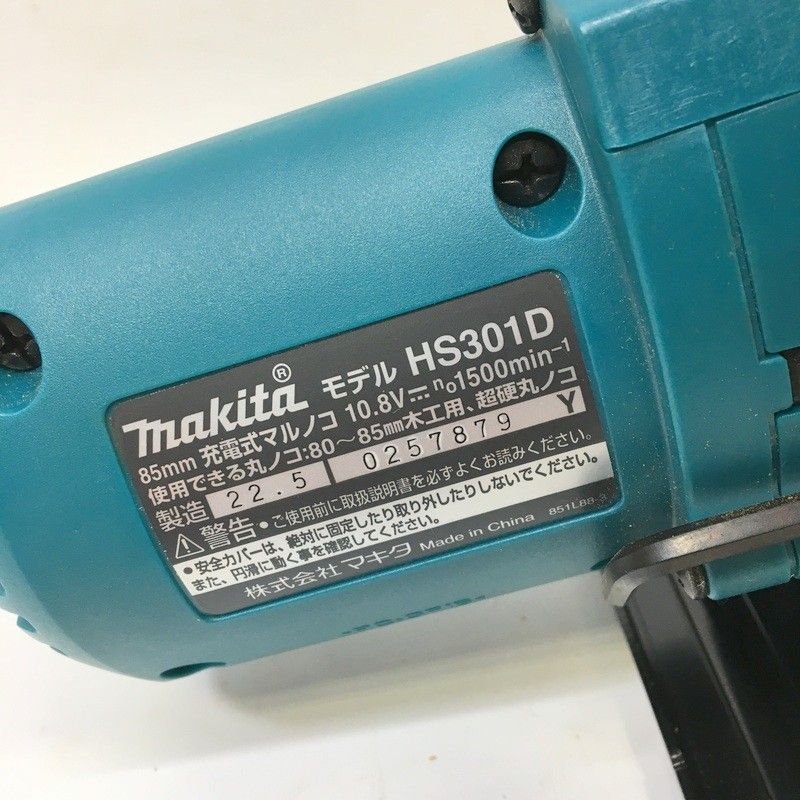 makita® モデル HS301D
85mm 充電式マルノコ 10.8V⎓n₀1500min⁻¹
使用できる丸ノコ:80～85mm木工用、超硬丸ノコ
製造 22.5 0257879 Y
⚠警告・ご使用前に取扱説明書を必ずよくお読みください。
・安全カバーは、絶対に固定したり取り外したりしないでください。
また、円滑に動く事を確認してください。
株式会社マキタ Made in China 851L88-3